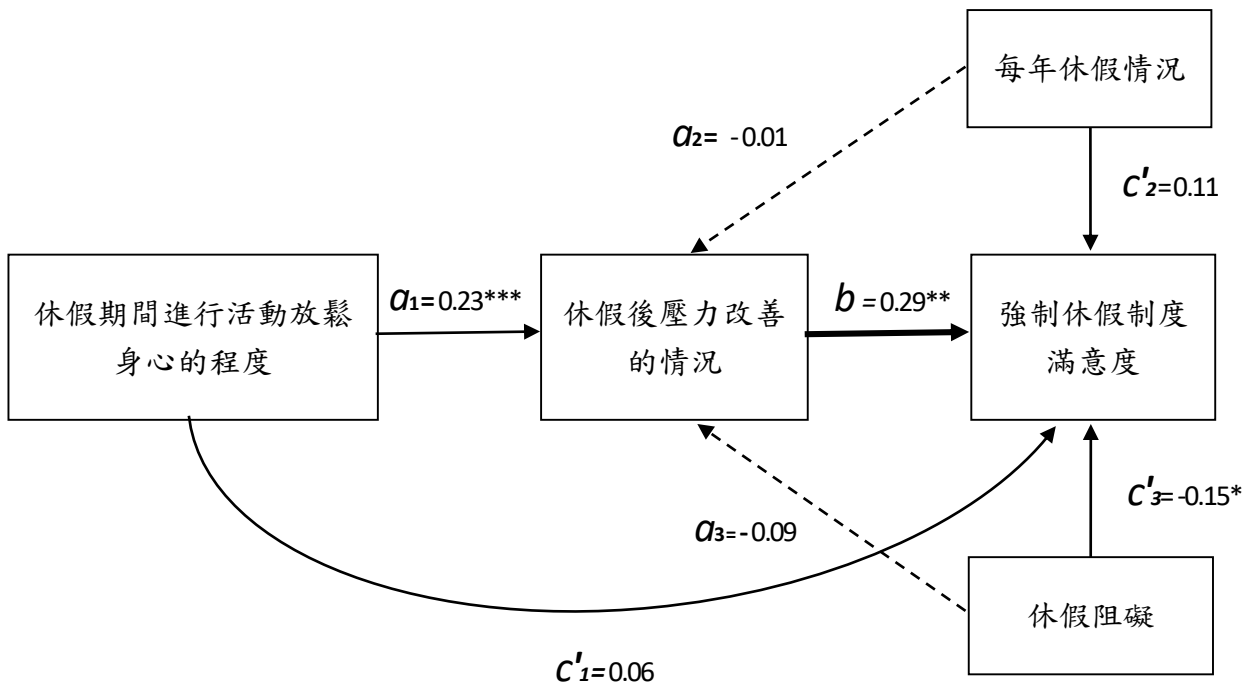 每年休假情況
a2= -0.01
c'2=0.11
休假期間進行活動放鬆
身心的程度
a1=0.23***
休假後壓力改善
的情況
b =0.29**
強制休假制度
滿意度
c'3=-0.15*
a3=-0.09
休假阻礙
c'1=0.06